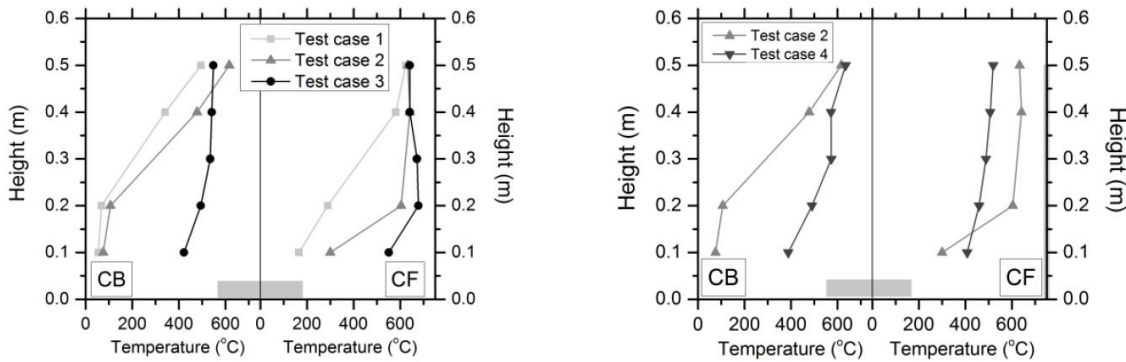 Test case 1
Test case 2
Test case 3
0.6
0.5
0.4
0.3
0.2
0.1
0.0
Height (m)
CB
CF
0.6
0.5
0.4
0.3
0.2
0.1
0.0
Height (m)
0 200 400 600 0 200 400 600
Temperature (°C) Temperature (°C)
Test case 2
Test case 4
0.6
0.5
0.4
0.3
0.2
0.1
0.0
Height (m)
CB
CF
0.6
0.5
0.4
0.3
0.2
0.1
0.0
Height (m)
0 200 400 600 0 200 400 600
Temperature (°C) Temperature (°C)